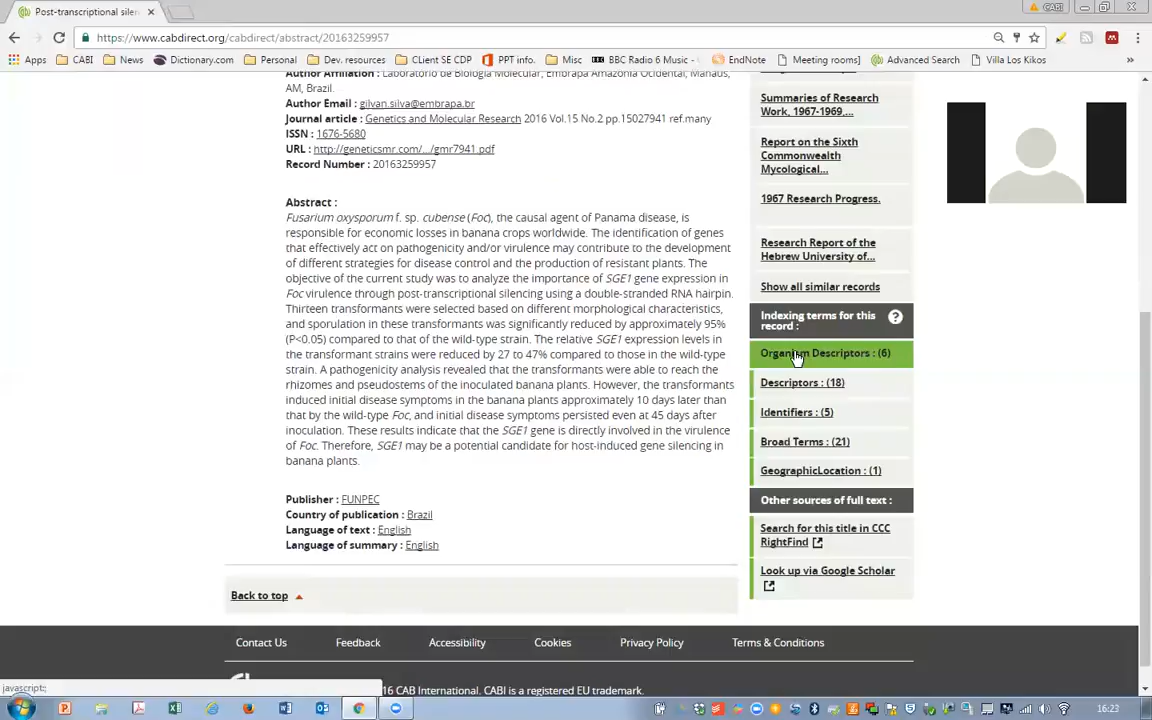 Post-transcriptional silen
CABI
https://www.cabdirect.org/cabdirect/abstract/20163259957
Apps
CABI
News
Dictionary.com
Personal
Dev. resources
Client SE CDP
PPT info.
Misc
BBC Radio 6 Music -
EndNote
Meeting rooms]
Advanced Search
Villa Los Kikos
»
Author Affiliation : Laboratório de Biologia Molecular, Embrapa Amazônia Ocidental, Manaus,
AM, Brazil.
Author Email : gilvan.silva@embrapa.br
Journal article : Genetics and Molecular Research 2016 Vol.15 No.2 pp.15027941 ref.many
ISSN : 1676-5680
URL : http://geneticsmr.com/.../gmr7941.pdf
Record Number : 20163259957
Abstract :
Fusarium oxysporum f. sp. cubense (Foc), the causal agent of Panama disease, is
responsible for economic losses in banana crops worldwide. The identification of genes
that effectively act on pathogenicity and/or virulence may contribute to the development
of different strategies for disease control and the production of resistant plants. The
objective of the current study was to analyze the importance of SGE1 gene expression in
Foc virulence through post-transcriptional silencing using a double-stranded RNA hairpin.
Thirteen transformants were selected based on different morphological characteristics,
and sporulation in these transformants was significantly reduced by approximately 95%
(P<0.05) compared to that of the wild-type strain. The relative SGE1 expression levels in
the transformant strains were reduced by 27 to 47% compared to those in the wild-type
strain. A pathogenicity analysis revealed that the transformants were able to reach the
rhizomes and pseudostems of the inoculated banana plants. However, the transformants
induced initial disease symptoms in the banana plants approximately 10 days later than
that by the wild-type Foc, and initial disease symptoms persisted even at 45 days after
inoculation. These results indicate that the SGE1 gene is directly involved in the virulence
of Foc. Therefore, SGE1 may be a potential candidate for host-induced gene silencing in
banana plants.
Publisher : FUNPEC
Country of publication : Brazil
Language of text : English
Language of summary : English
Back to top
Summaries of Research
Work, 1967-1969,...
Report on the Sixth
Commonwealth
Mycological...
1967 Research Progress.
Research Report of the
Hebrew University of...
Show all similar records
Indexing terms for this
record :
?
Organism Descriptors : (6)
Descriptors : (18)
Identifiers : (5)
Broad Terms : (21)
GeographicLocation : (1)
Other sources of full text :
Search for this title in CCC
RightFind
Look up via Google Scholar
Contact Us
Feedback
Accessibility
Cookies
Privacy Policy
Terms & Conditions
16 CAB International. CABI is a registered EU trademark.
javascript:;
16:23